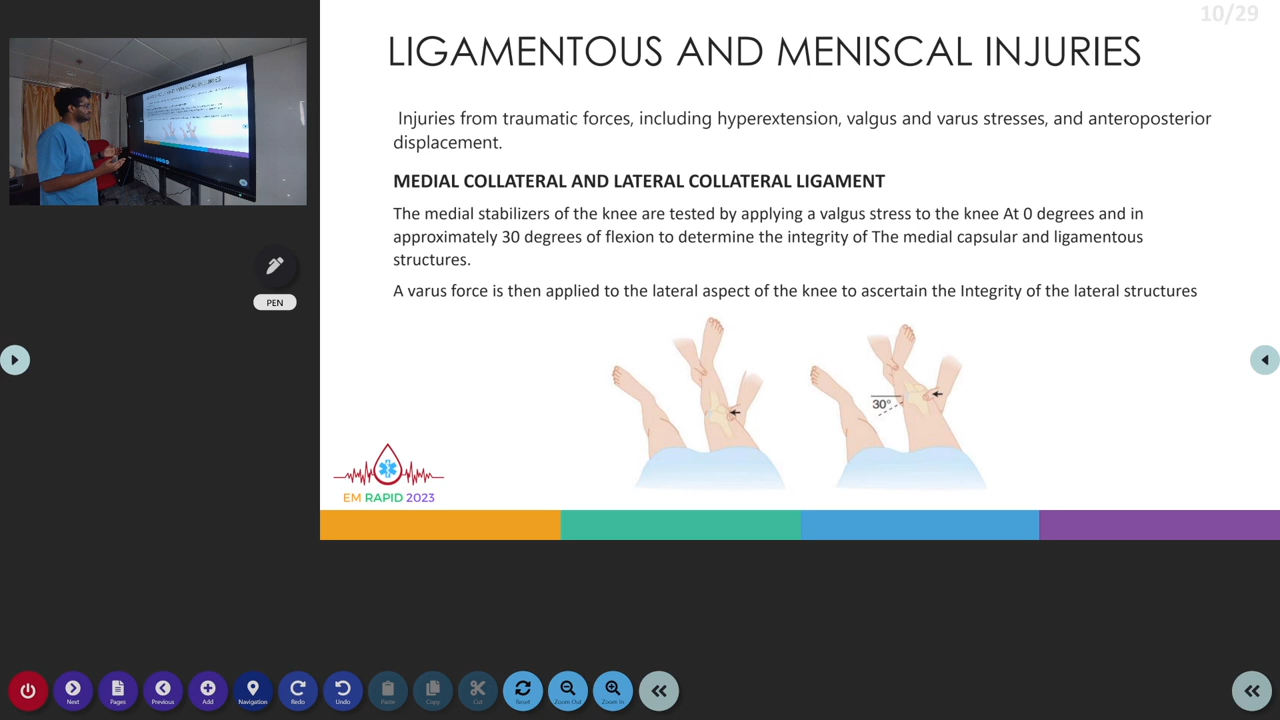 10/29
LIGAMENTOUS AND MENISCAL INJURIES
Injuries from traumatic forces, including hyperextension, valgus and varus stresses, and anteroposterior
displacement.
MEDIAL COLLATERAL AND LATERAL COLLATERAL LIGAMENT
The medial stabilizers of the knee are tested by applying a valgus stress to the knee At 0 degrees and in
approximately 30 degrees of flexion to determine the integrity of The medial capsular and ligamentous
structures.
A varus force is then applied to the lateral aspect of the knee to ascertain the Integrity of the lateral structures
30°
EM RAPID 2023
PEN
Next
Pages
Previous
Add
Navigation
Redo
Undo
Paste
Copy
Cut
Reset
Zoom Out
Zoom In